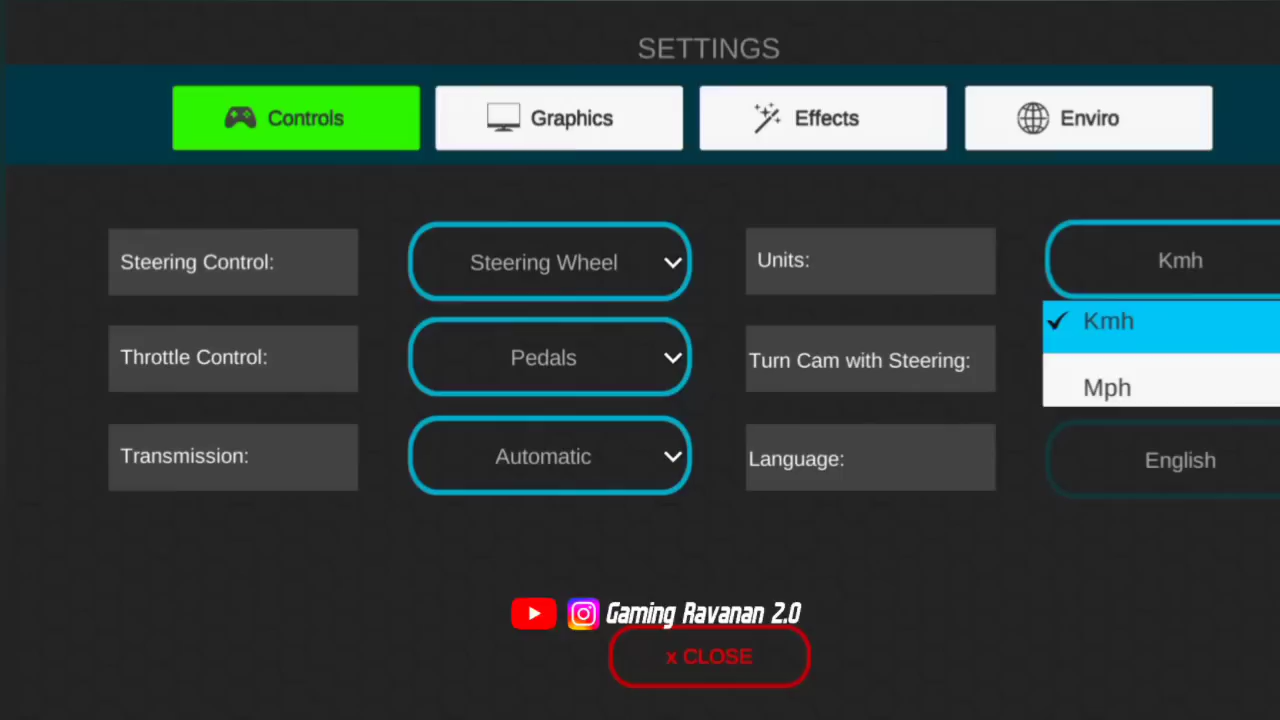 SETTINGS
Controls
Graphics
Effects
Enviro
Steering Control:
Steering Wheel
Units:
Kmh
Kmh
Mph
Throttle Control:
Pedals
Turn Cam with Steering:
Transmission:
Automatic
Language:
English
Gaming Ravanan 2.0
x CLOSE